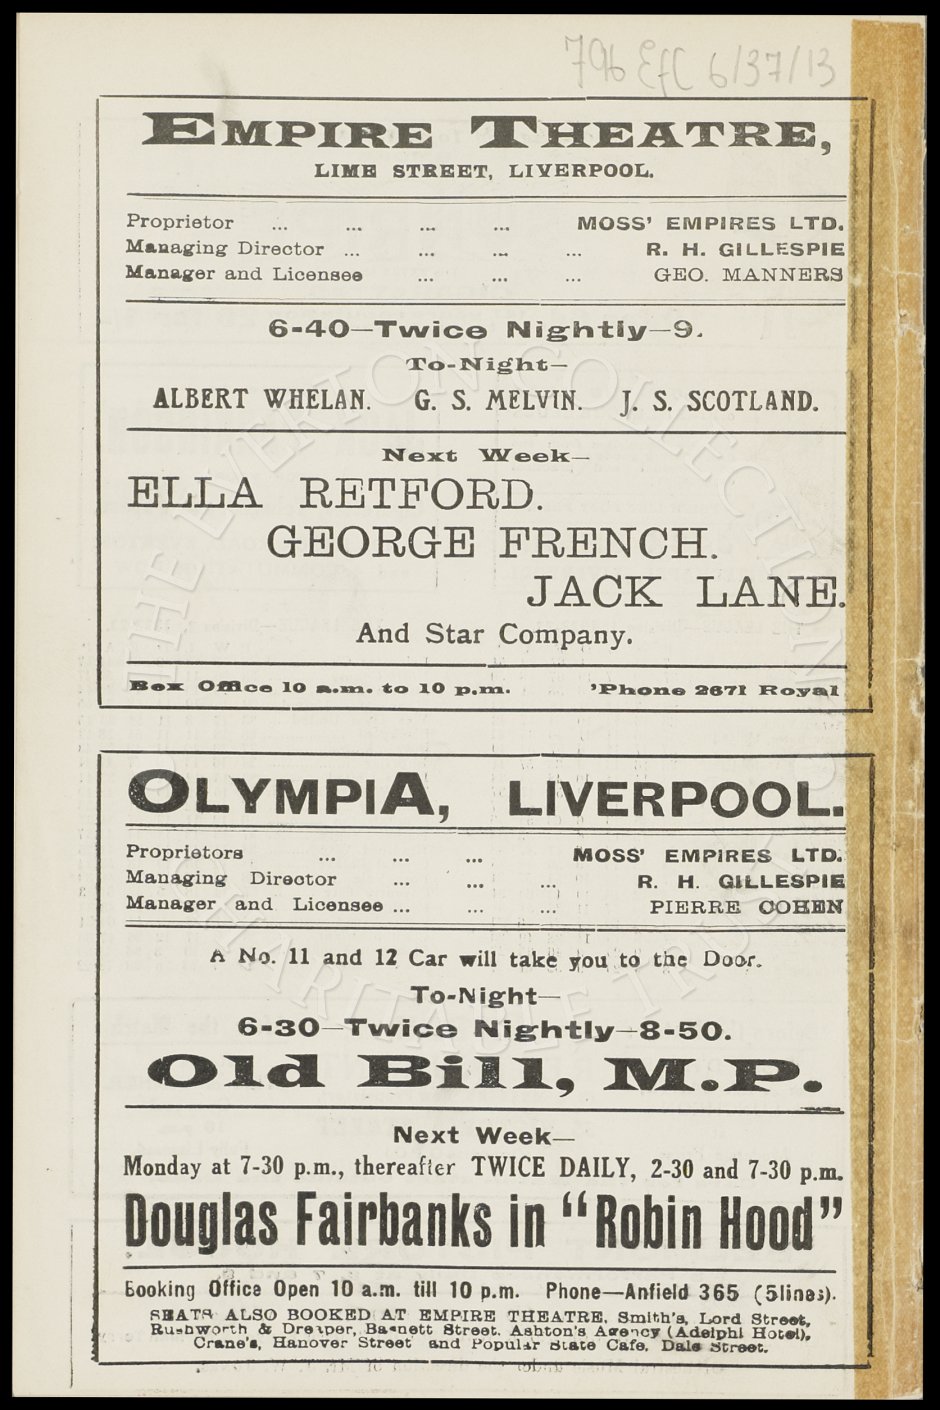 796 EFC 6/37/13
EMPIRE THEATRE,
LIME STREET, LIVERPOOL.
Proprietor ... ... ... ... MOSS' EMPIRES LTD.
Managing Director ... ... ... ... R. H. GILLESPIE
Manager and Licensee ... ... ... GEO. MANNERS
6-40—Twice Nightly—9.
To-Night—
ALBERT WHELAN. G. S. MELVIN. J. S. SCOTLAND.
Next Week—
ELLA RETFORD.
GEORGE FRENCH.
JACK LANE.
And Star Company.
Box Office 10 a.m. to 10 p.m. 'Phone 2671 Royal
OLYMPIA, LIVERPOOL.
Proprietors ... ... ... MOSS' EMPIRES LTD.
Managing Director ... ... ... R. H. GILLESPIE
Manager and Licensee ... ... ... PIERRE COHEN
A No. 11 and 12 Car will take you to the Door.
To-Night—
6-30—Twice Nightly—8-50.
Old Bill, M.P.
Next Week—
Monday at 7-30 p.m., thereafter TWICE DAILY, 2-30 and 7-30 p.m.
Douglas Fairbanks in "Robin Hood"
Booking Office Open 10 a.m. till 10 p.m. Phone—Anfield 365 (5lines).
SEATS ALSO BOOKED AT EMPIRE THEATRE, Smith's, Lord Street,
Rushworth & Dreaper, Basnett Street. Ashton's Agency (Adelphi Hotel),
Crane's, Hanover Street and Popular State Cafe, Dale Street.
THE EVERTON COLLECTION
CHARITABLE TRUST